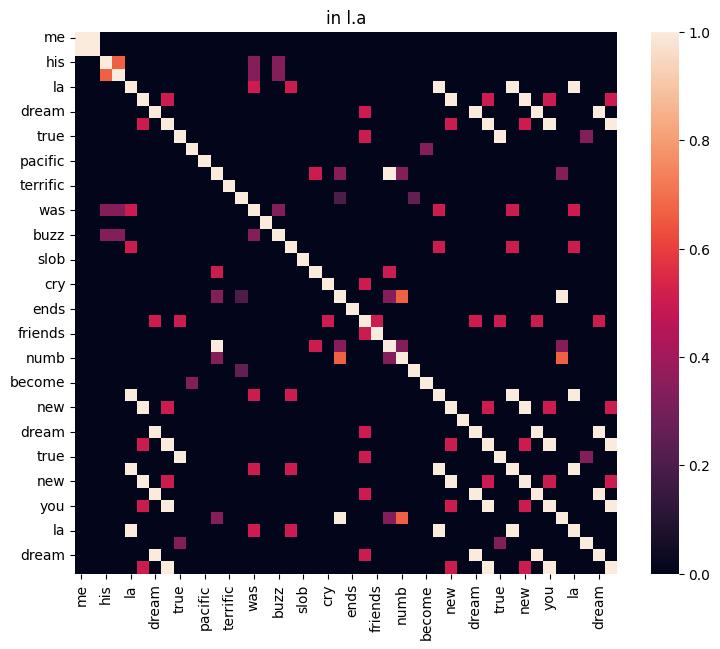 in l.a
me
his
la
dream
true
pacific
terrific
was
buzz
slob
cry
ends
friends
numb
become
new
dream
true
new
you
la
dream
1.0
0.8
0.6
0.4
0.2
0.0
me
his
la
dream
true
pacific
terrific
was
buzz
slob
cry
ends
friends
numb
become
new
dream
true
new
you
la
dream